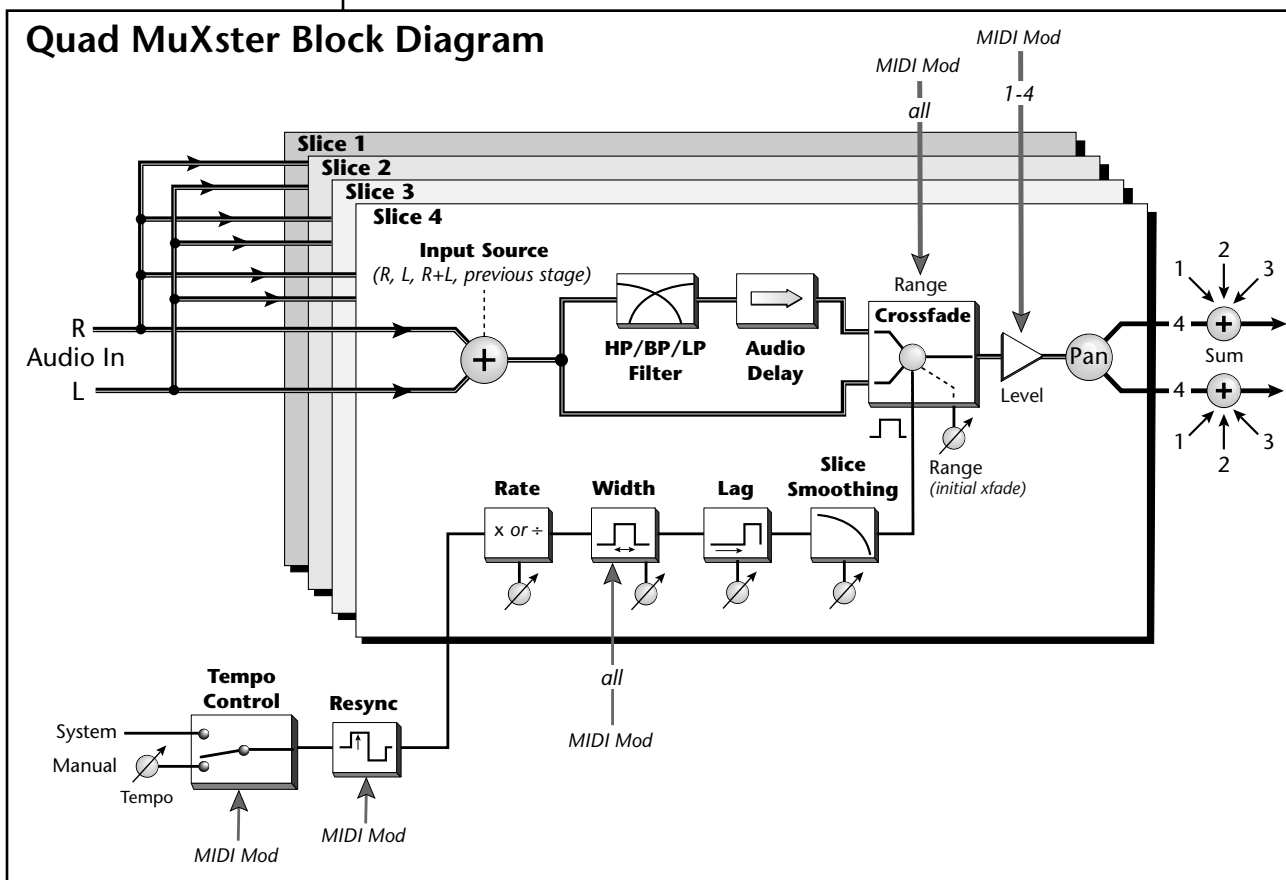 Quad MuXster Block Diagram
MIDI Mod
1-4
MIDI Mod
all
Slice 1
Slice 2
Slice 3
Slice 4
Input Source
(R, L, R+L, previous stage)
R
Audio In
L
+
HP/BP/LP
Filter
Audio
Delay
Range
Crossfade
Level
Pan
Range
(initial xfade)
1
2
3
4
+
Sum
4
+
1
2
3
Rate
x or ÷
Width
Lag
Slice
Smoothing
all
MIDI Mod
Tempo
Control
Resync
System
Manual
Tempo
MIDI Mod
MIDI Mod